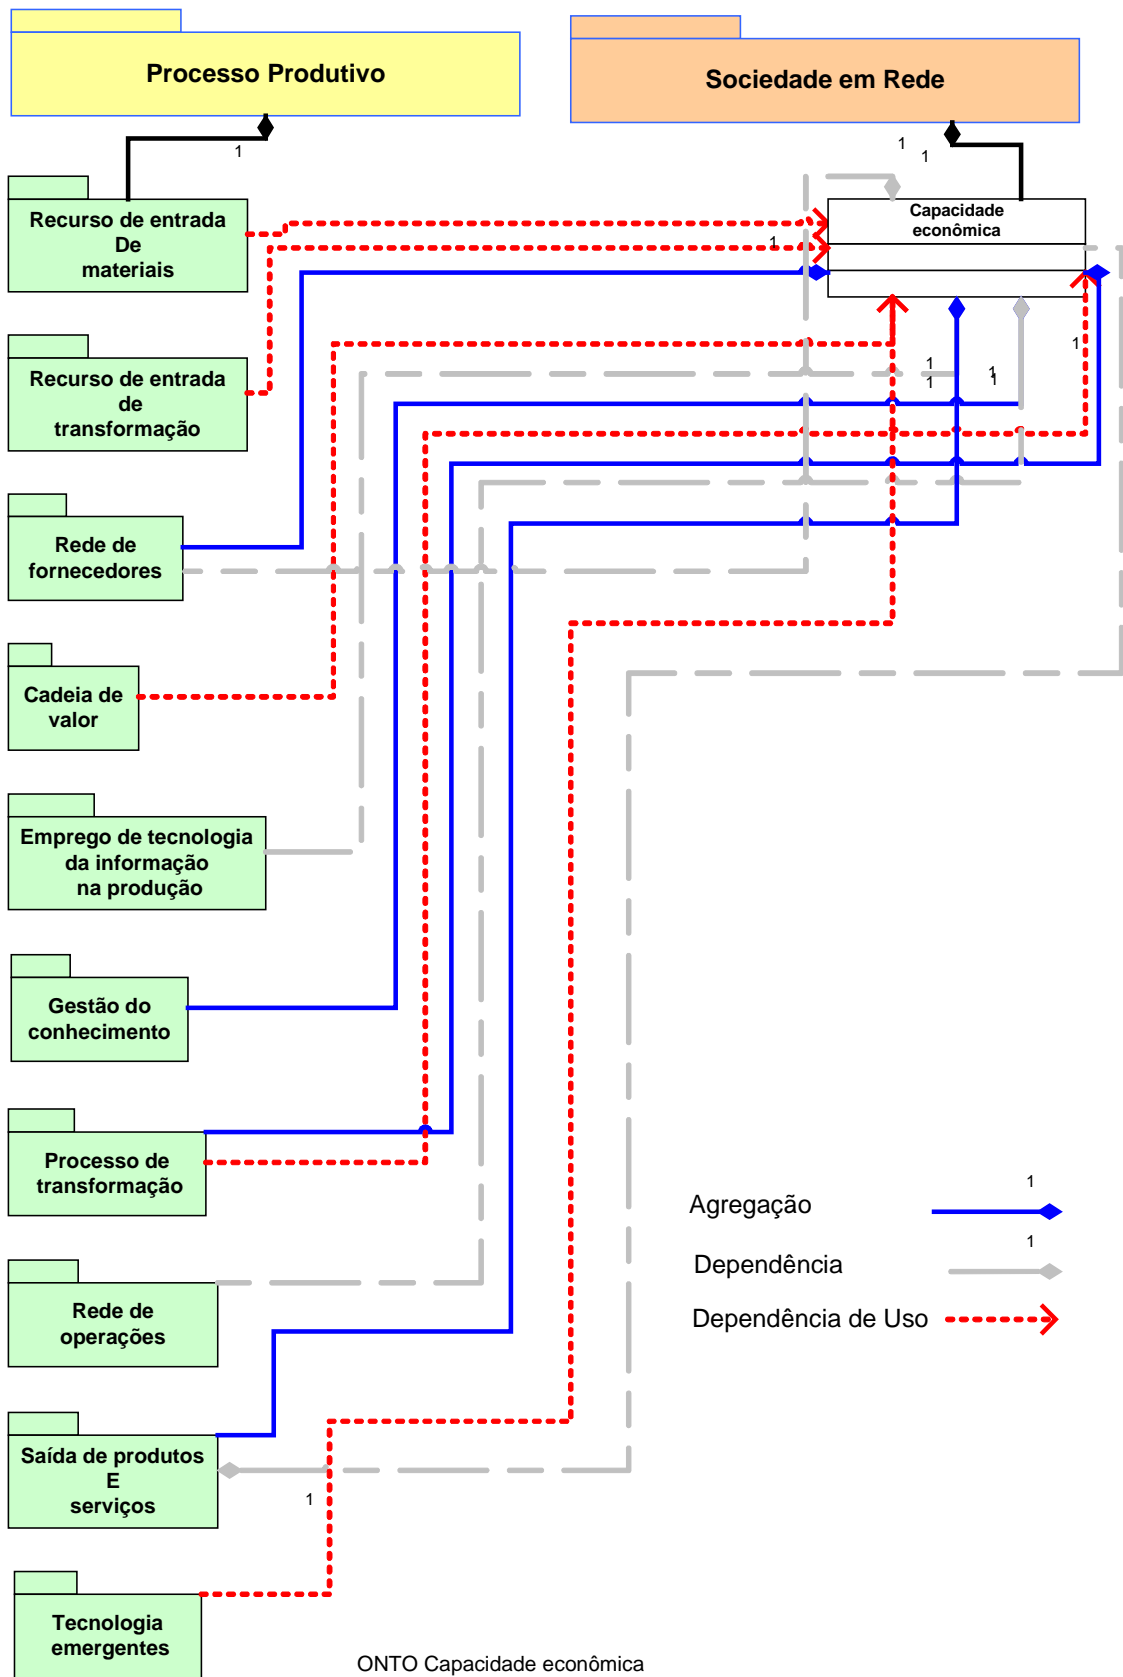 Processo Produtivo
Sociedade em Rede
1
1
1
Recurso de entrada
De
materiais
Capacidade
econômica
1
Recurso de entrada
de
transformação
1
1
1
1
1
Rede de
fornecedores
Cadeia de
valor
Emprego de tecnologia
da informação
na produção
Gestão do
conhecimento
Processo de
transformação
1
Agregação
1
Dependência
Dependência de Uso
Rede de
operações
Saída de produtos
E
serviços
1
Tecnologia
emergentes
ONTO Capacidade econômica